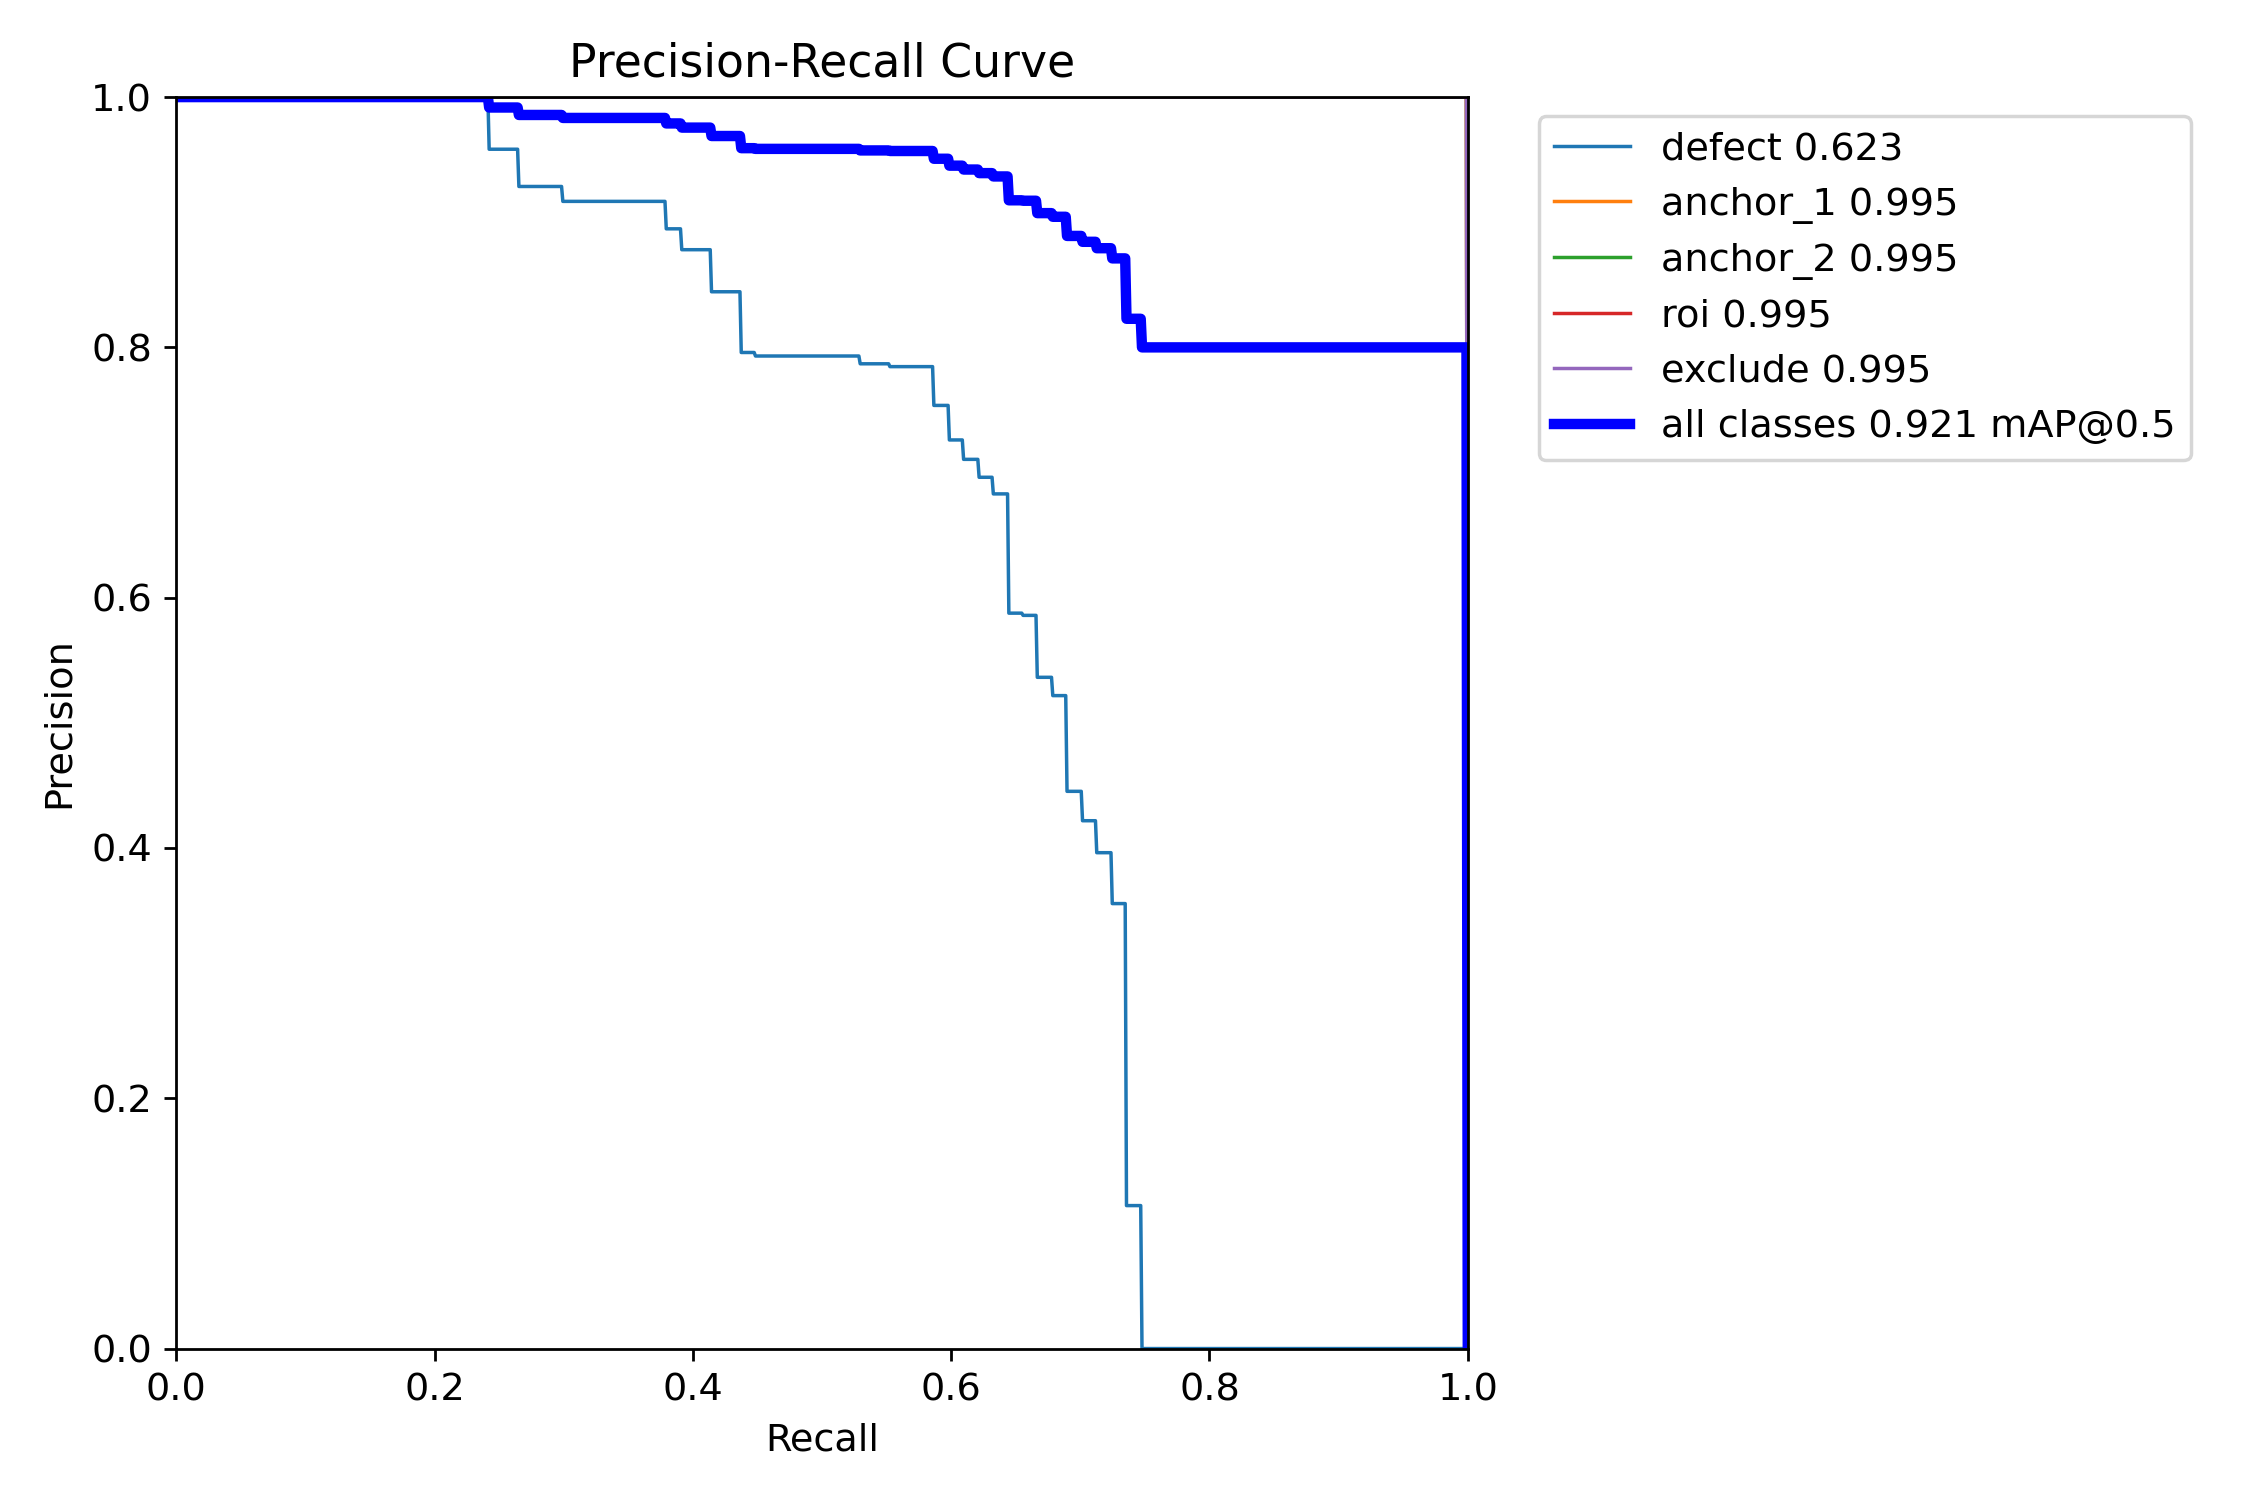 Precision-Recall Curve
1.0
0.8
0.6
0.4
0.2
0.0
Precision
0.0 0.2 0.4 0.6 0.8 1.0
Recall
defect 0.623
anchor_1 0.995
anchor_2 0.995
roi 0.995
exclude 0.995
all classes 0.921 mAP@0.5